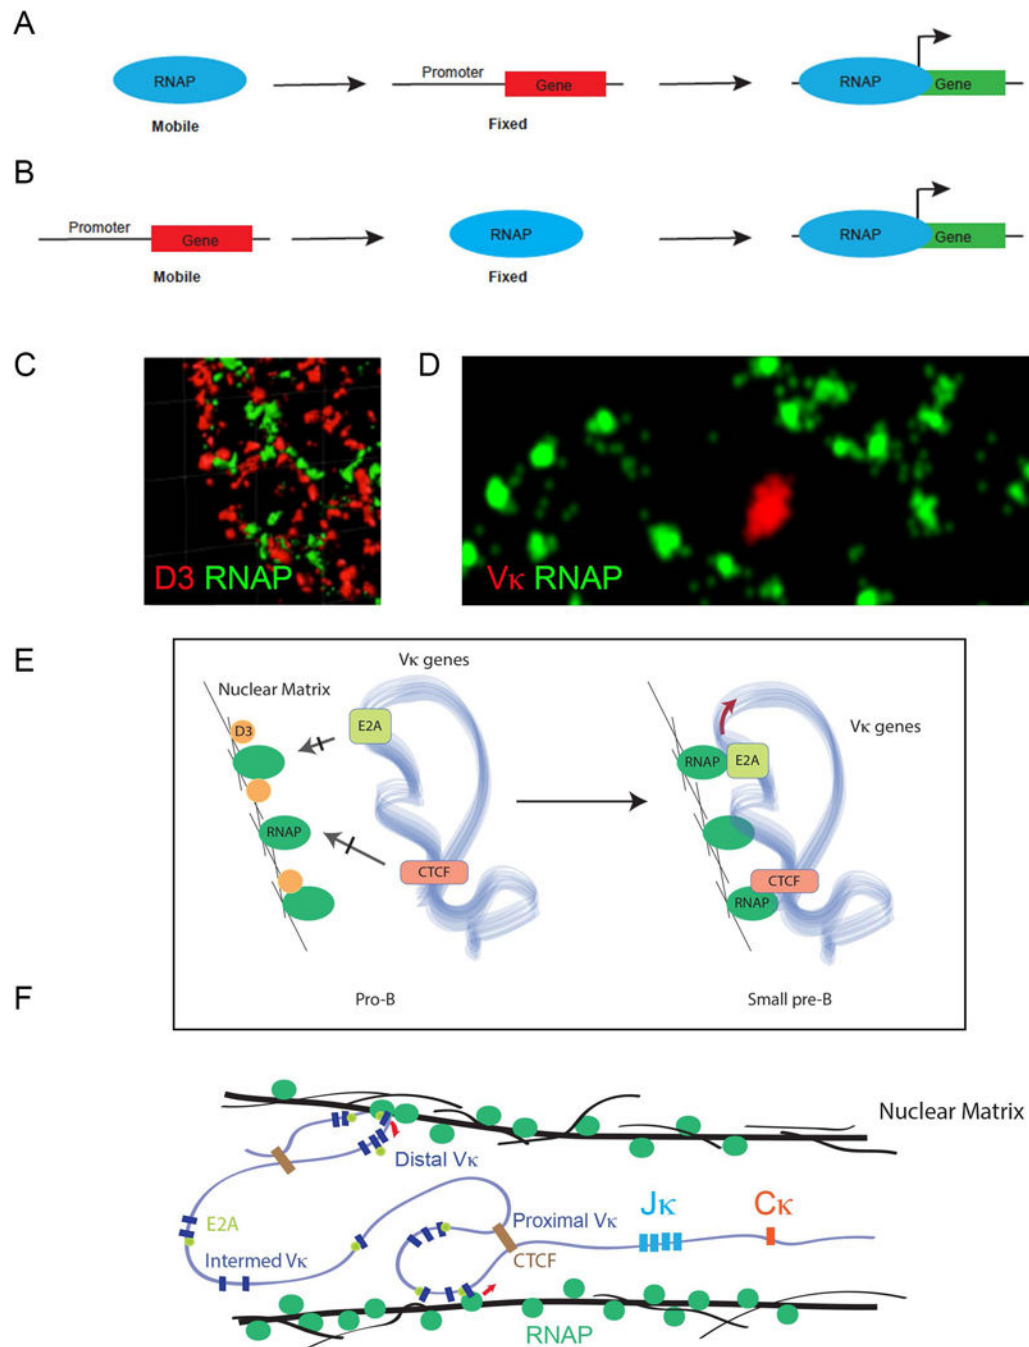 A
RNAP
Mobile
Promoter
Gene
Fixed
RNAP
Gene
B
Promoter
Gene
Mobile
RNAP
Fixed
RNAP
Gene
C
D3 RNAP
D
Vκ RNAP
E
Vκ genes
Nuclear Matrix
D3
E2A
RNAP
CTCF
Pro-B
Vκ genes
RNAP
E2A
CTCF
RNAP
Small pre-B
F
Nuclear Matrix
Distal Vκ
E2A
Intermed Vκ
Proximal Vκ
CTCF
Jκ
Cκ
RNAP